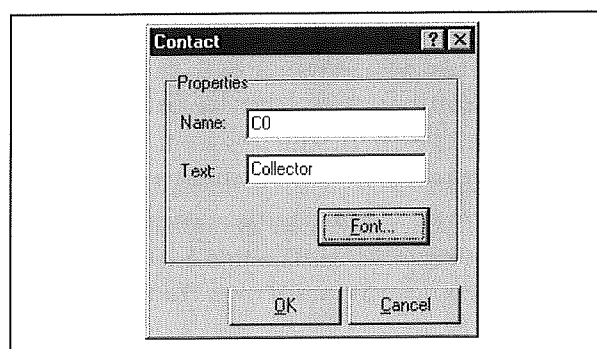 Contact
Properties
Name: C0
Text: Collector
Font...
OK Cancel